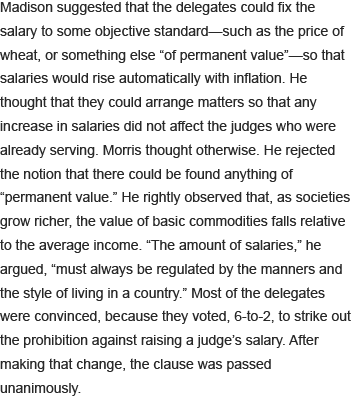 Madison suggested that the delegates could fix the
salary to some objective standard—such as the price of
wheat, or something else “of permanent value”—so that
salaries would rise automatically with inflation. He
thought that they could arrange matters so that any
increase in salaries did not affect the judges who were
already serving. Morris thought otherwise. He rejected
the notion that there could be found anything of
“permanent value.” He rightly observed that, as societies
grow richer, the value of basic commodities falls relative
to the average income. “The amount of salaries,” he
argued, “must always be regulated by the manners and
the style of living in a country.” Most of the delegates
were convinced, because they voted, 6-to-2, to strike out
the prohibition against raising a judge’s salary. After
making that change, the clause was passed
unanimously.